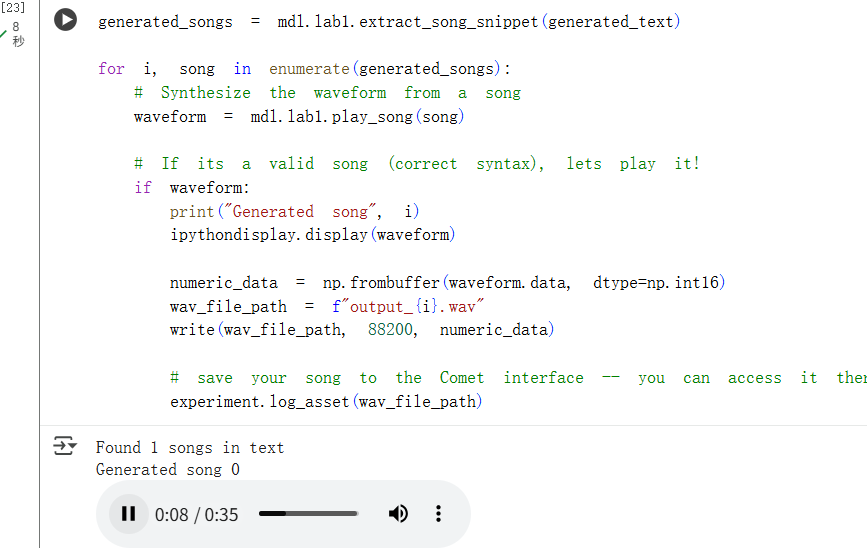 [23]
8
秒
generated_songs = mdl.lab1.extract_song_snippet(generated_text)
for i, song in enumerate(generated_songs):
# Synthesize the waveform from a song
waveform = mdl.lab1.play_song(song)
# If its a valid song (correct syntax), lets play it!
if waveform:
print("Generated song", i)
ipythondisplay.display(waveform)
numeric_data = np.frombuffer(waveform.data, dtype=np.int16)
wav_file_path = f"output_{i}.wav"
write(wav_file_path, 88200, numeric_data)
# save your song to the Comet interface -- you can access it
experiment.log_asset(wav_file_path)
Found 1 songs in text
Generated song 0
0:08 / 0:35